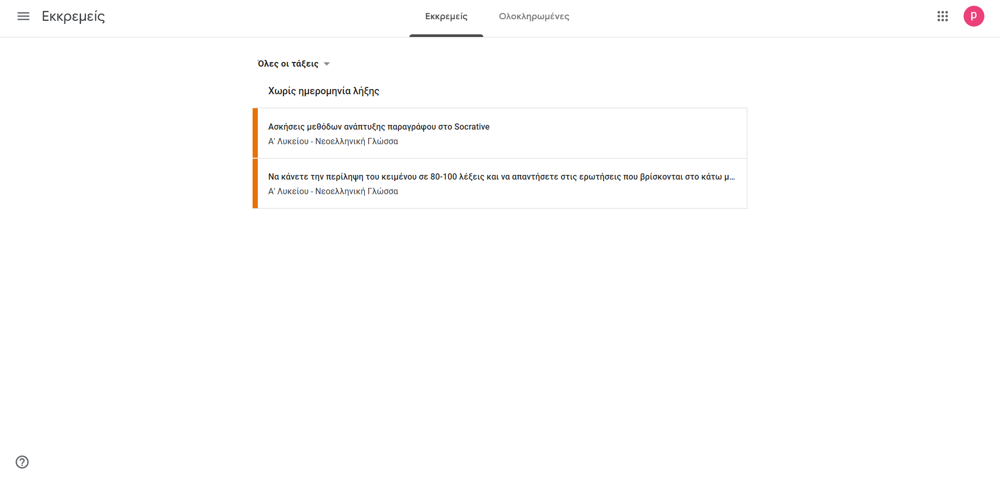 Εκκρεμείς
Εκκρεμείς
Ολοκληρωμένες
p
Όλες οι τάξεις
Χωρίς ημερομηνία λήξης
Ασκήσεις μεθόδων ανάπτυξης παραγράφου στο Socrative
Α' Λυκείου - Νεοελληνική Γλώσσα
Να κάνετε την περίληψη του κειμένου σε 80-100 λέξεις και να απαντήσετε στις ερωτήσεις που βρίσκονται στο κάτω μ...
Α' Λυκείου - Νεοελληνική Γλώσσα